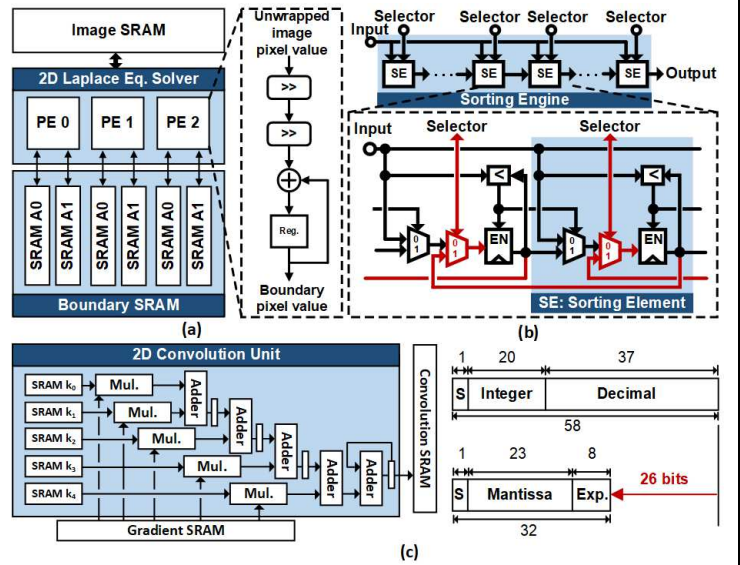 Image SRAM
2D Laplace Eq. Solver
PE 0 PE 1 PE 2
SRAM A0 SRAM A1 SRAM A0 SRAM A1 SRAM A0 SRAM A1
Boundary SRAM
(a)
Unwrapped
image
pixel value
>>
>>
+
Reg.
Boundary
pixel value
Selector Selector Selector Selector
Input
SE SE SE SE Output
Sorting Engine
Input Selector Selector
< <
0 1 0 1 EN 0 1 0 1 EN
SE: Sorting Element
(b)
2D Convolution Unit
SRAM k₀ Mul. Adder
SRAM k₁ Mul. Adder
SRAM k₂ Mul. Adder
SRAM k₃ Mul. Adder Adder
SRAM k₄ Mul.
Convolution SRAM
Gradient SRAM
1 20 37
S Integer Decimal
58
1 23 8
S Mantissa Exp. 26 bits
32
(c)